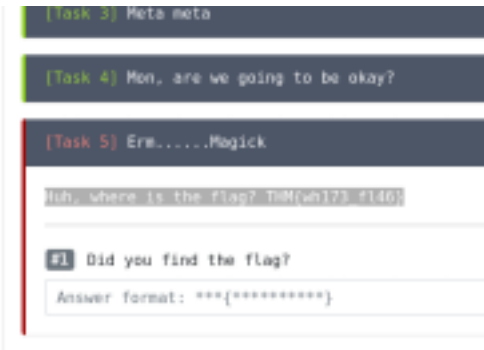 [Task 3] Meta meta
[Task 4] Mon, are we going to be okay?
[Task 5] Erm......Magick
Huh, where is the flag? THM{wh173_fl46}
#1 Did you find the flag?
Answer format: ***{**********}